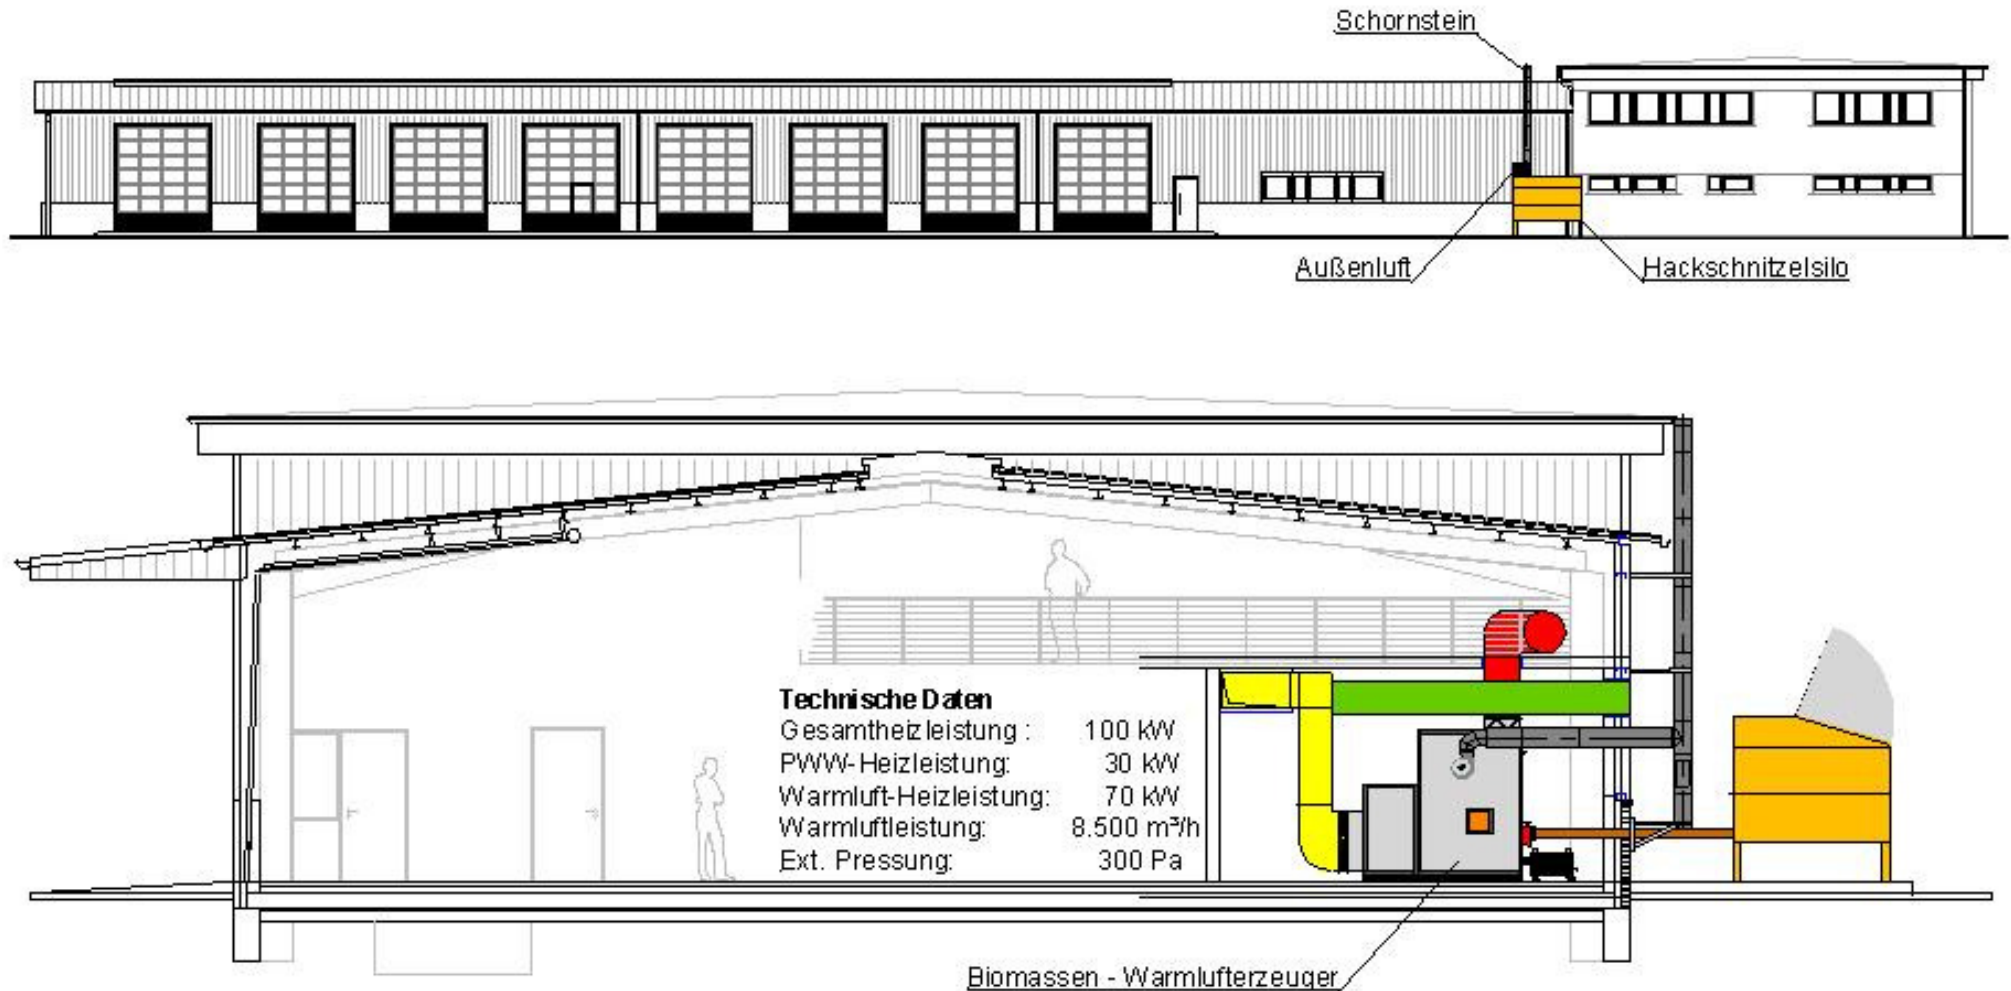 Schornstein
Außenluft
Hackschnitzelsilo
Technische Daten
Gesamtheizleistung : 100 kW
PWW-Heizleistung: 30 kW
Warmluft-Heizleistung: 70 kW
Warmluftleistung: 8.500 m³/h
Ext. Pressung: 300 Pa
Biomassen - Warmlufterzeuger